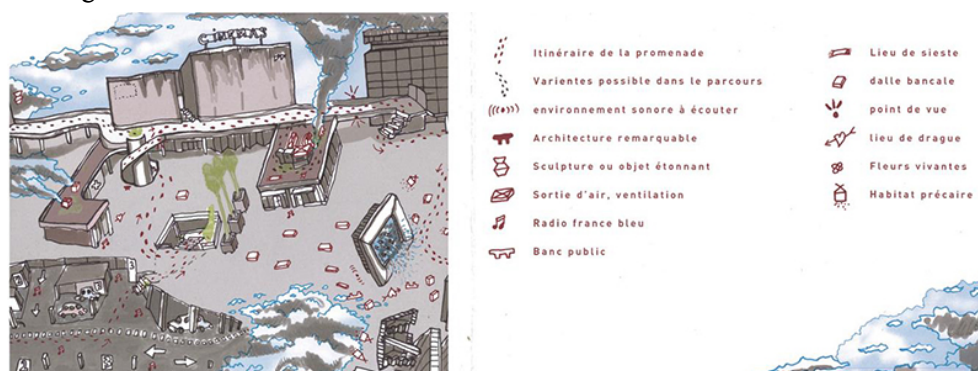 CINEMAS
Itinéraire de la promenade
Varientes possible dans le parcours
environnement sonore à écouter
Architecture remarquable
Sculpture ou objet étonnant
Sortie d'air, ventilation
Radio france bleu
Banc public
Lieu de sieste
dalle bancale
point de vue
lieu de drague
Fleurs vivantes
Habitat précaire